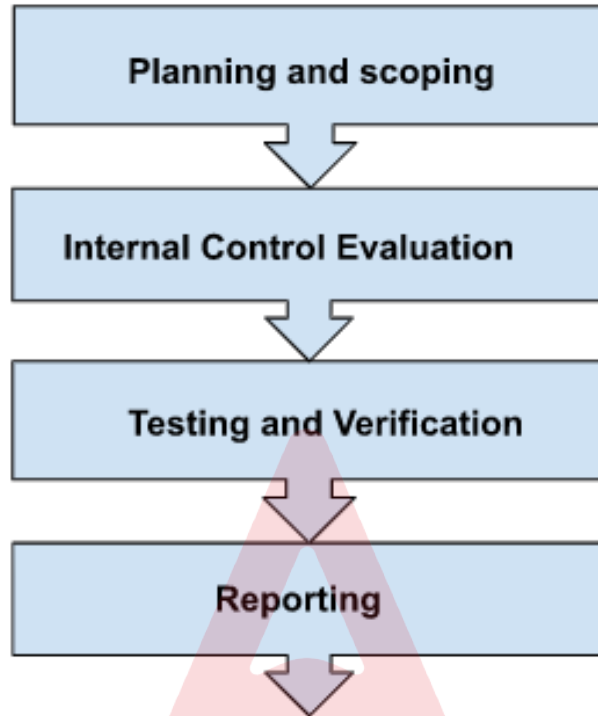 Planning and scoping
Internal Control Evaluation
Testing and Verification
Reporting